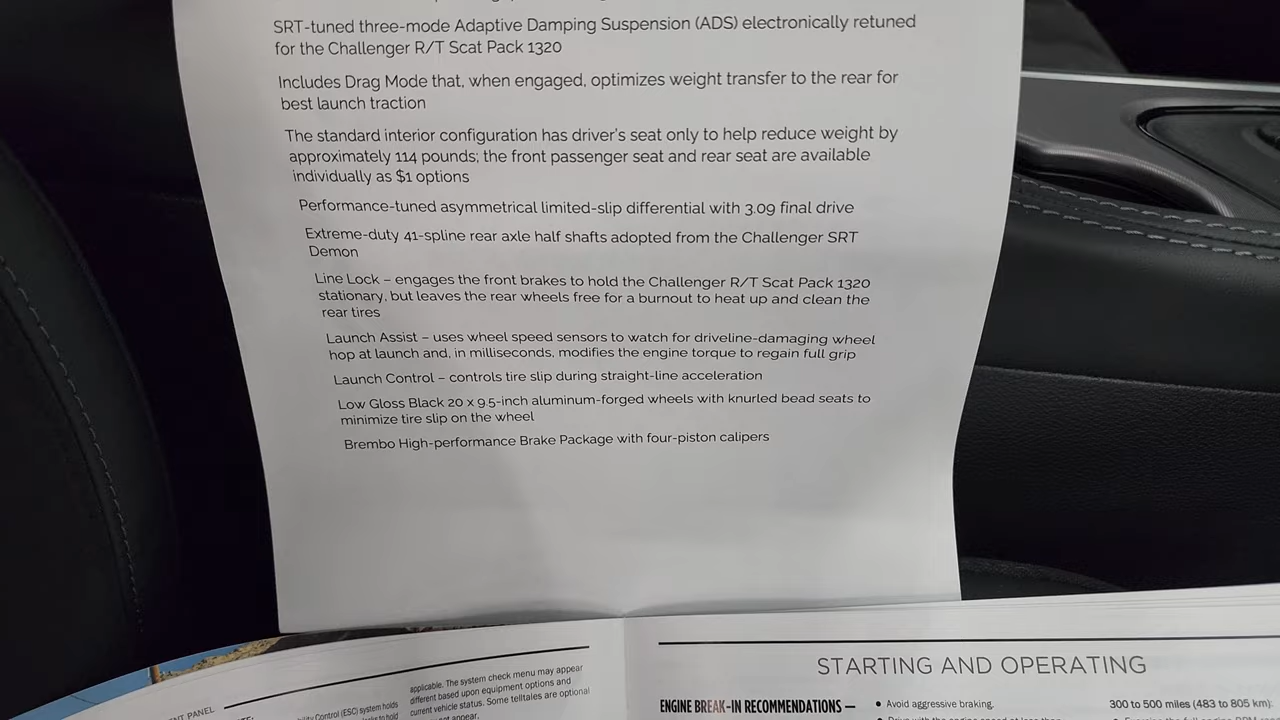 SRT-tuned three-mode Adaptive Damping Suspension (ADS) electronically retuned
for the Challenger R/T Scat Pack 1320
Includes Drag Mode that, when engaged, optimizes weight transfer to the rear for
best launch traction
The standard interior configuration has driver's seat only to help reduce weight by
approximately 114 pounds; the front passenger seat and rear seat are available
individually as $1 options
Performance-tuned asymmetrical limited-slip differential with 3.09 final drive
Extreme-duty 41-spline rear axle half shafts adopted from the Challenger SRT
Demon
Line Lock – engages the front brakes to hold the Challenger R/T Scat Pack 1320
stationary, but leaves the rear wheels free for a burnout to heat up and clean the
rear tires
Launch Assist – uses wheel speed sensors to watch for driveline-damaging wheel
hop at launch and, in milliseconds, modifies the engine torque to regain full grip
Launch Control – controls tire slip during straight-line acceleration
Low Gloss Black 20 x 9.5-inch aluminum-forged wheels with knurled bead seats to
minimize tire slip on the wheel
Brembo High-performance Brake Package with four-piston calipers
PANEL
Control (ESC) system holds
applicable. The system check menu may appear
different based upon equipment options and
current vehicle status. Some telltales are optional
appear.
STARTING AND OPERATING
ENGINE BREAK-IN RECOMMENDATIONS —
• Avoid aggressive braking.
300 to 500 miles (483 to 805 km):